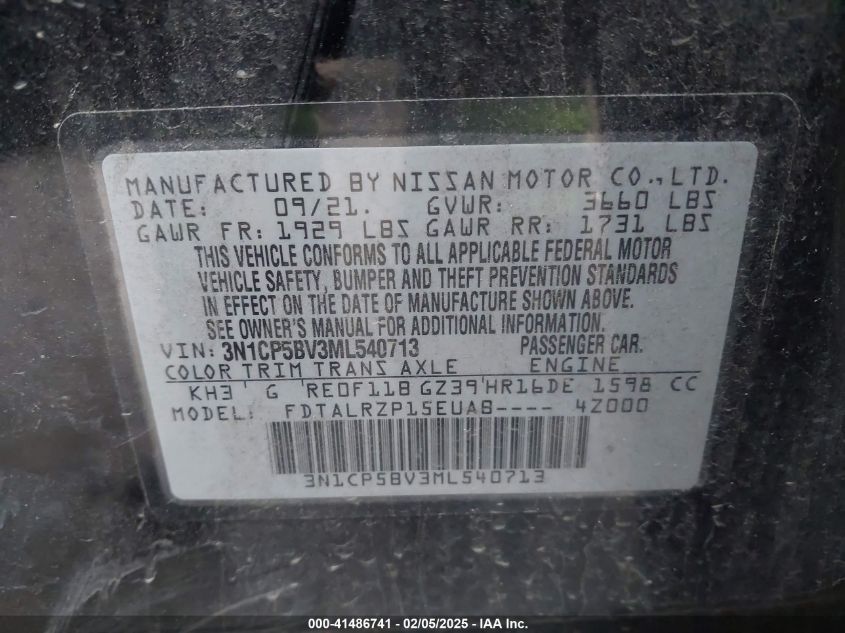 MANUFACTURED BY NISSAN MOTOR CO., LTD.
DATE: 09/21. GVWR: 3660 LBS
GAWR FR: 1929 LBS GAWR RR: 1731 LBS
THIS VEHICLE CONFORMS TO ALL APPLICABLE FEDERAL MOTOR
VEHICLE SAFETY, BUMPER AND THEFT PREVENTION STANDARDS
IN EFFECT ON THE DATE OF MANUFACTURE SHOWN ABOVE.
SEE OWNER'S MANUAL FOR ADDITIONAL INFORMATION.
VIN: 3N1CP5BV3ML540713 PASSENGER CAR.
COLOR TRIM TRANS AXLE ENGINE
KH3 G RE0F11B GZ39 HR16DE 1598 CC
MODEL: FDTALRZP15EUAB---- 4Z000
3N1CP5BV3ML540713
000-41486741 | 02/05/2025 - IAA Inc.